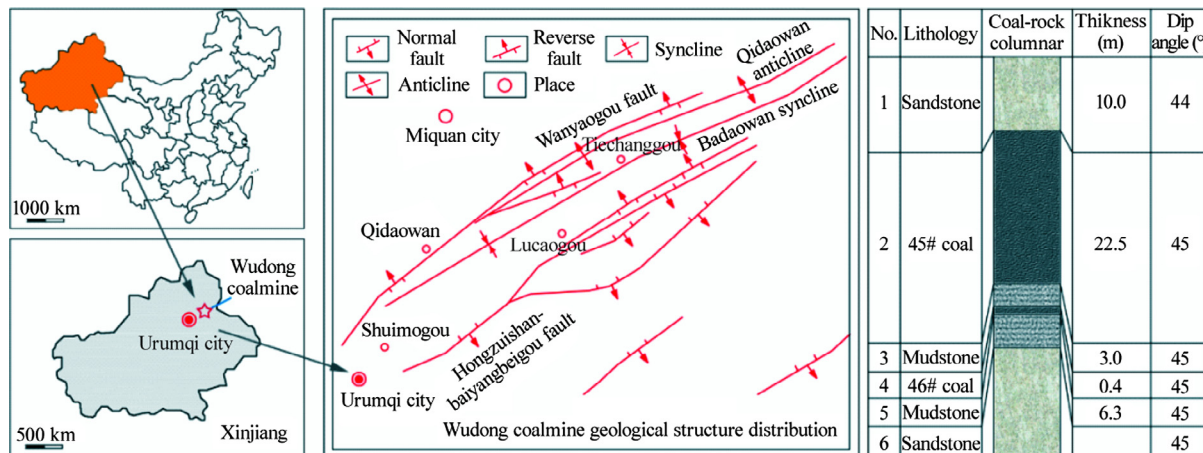 1000 km
Wudong
coalmine
Urumqi city
500 km
Xinjiang
Normal
fault
Reverse
fault
Syncline
Anticline
Place
Miquan city
Qidaowan
anticline
Wanyaogou fault
Tiechanggou
Badaowan syncline
Qidaowan
Lucaogou
Shuimogou
Hongzuishan-
baiyangbeigou fault
Urumqi city
Wudong coalmine geological structure distribution
No. Lithology Coal-rock columnar Thikness (m) Dip angle (°
1 Sandstone 10.0 44
2 45# coal 22.5 45
3 Mudstone 3.0 45
4 46# coal 0.4 45
5 Mudstone 6.3 45
6 Sandstone 45